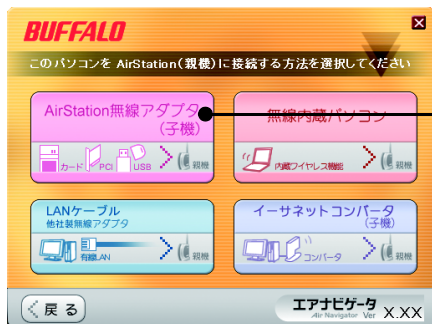 BUFFALO
このパソコンを AirStation(親機)に接続する方法を選択してください
AirStation無線アダプタ
(子機)
カード PCI USB 親機
無線内蔵パソコン
内蔵ワイヤレス機能 親機
LANケーブル
他社製無線アダプタ
有線LAN 親機
イーサネットコンバータ
(子機)
コンバータ 親機
戻る
エアナビゲータ
Air Navigator Ver X.XX